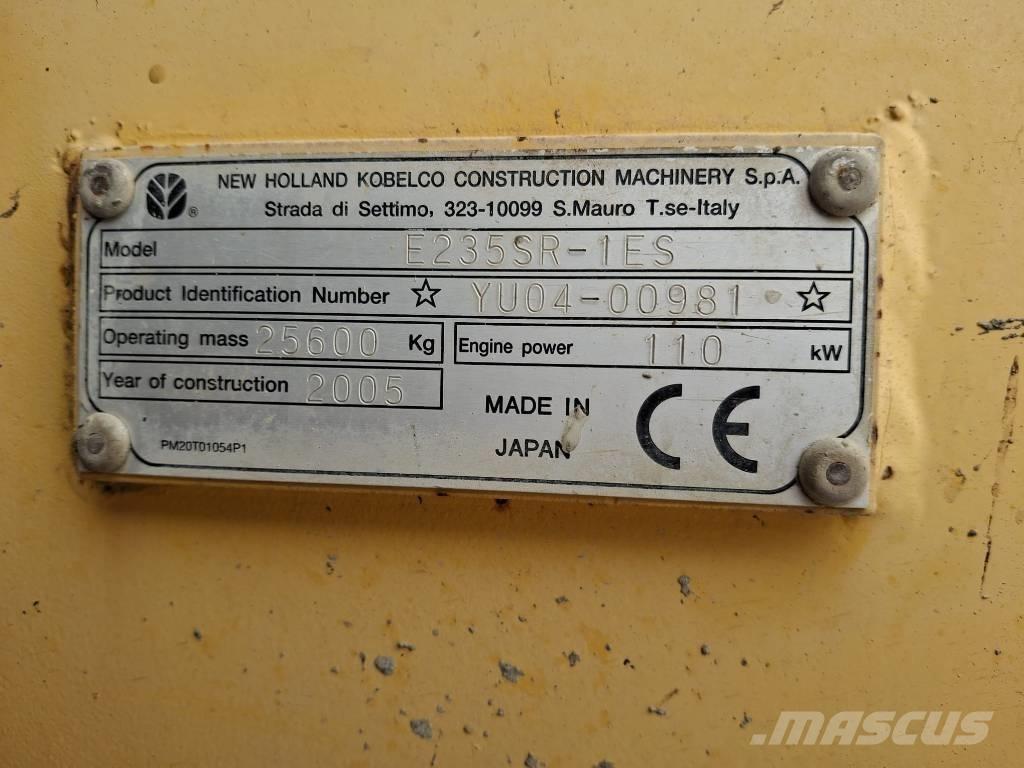 NEW HOLLAND KOBELCO CONSTRUCTION MACHINERY S.p.A.
®
Strada di Settimo, 323-10099 S.Mauro T.se-Italy
Model E235SR-1ES
Product Identification Number ☆ YU04-00981 ☆
Operating mass 25600 Kg Engine power 110 kW
Year of construction 2005
MADE IN
JAPAN
CE
PM20T01054P1
MASCUS